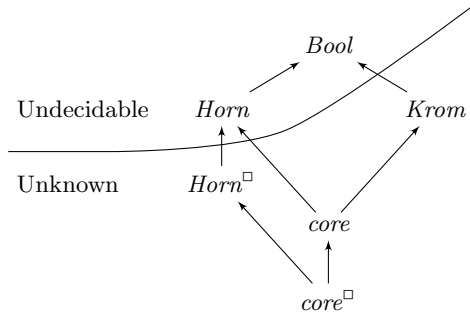 Bool
Undecidable Horn Krom
Unknown Horn□
core
core□